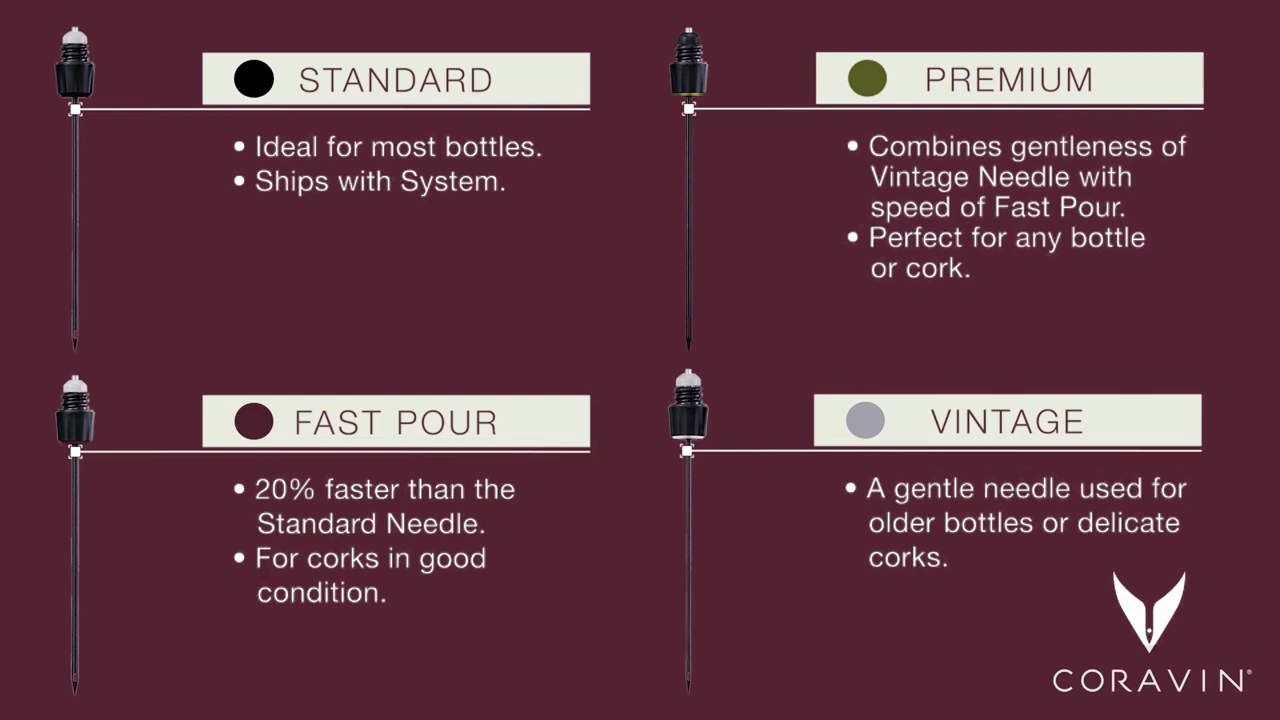 STANDARD
• Ideal for most bottles.
• Ships with System.
PREMIUM
• Combines gentleness of
Vintage Needle with
speed of Fast Pour.
• Perfect for any bottle
or cork.
FAST POUR
• 20% faster than the
Standard Needle.
• For corks in good
condition.
VINTAGE
• A gentle needle used for
older bottles or delicate
corks.
CORAVIN®